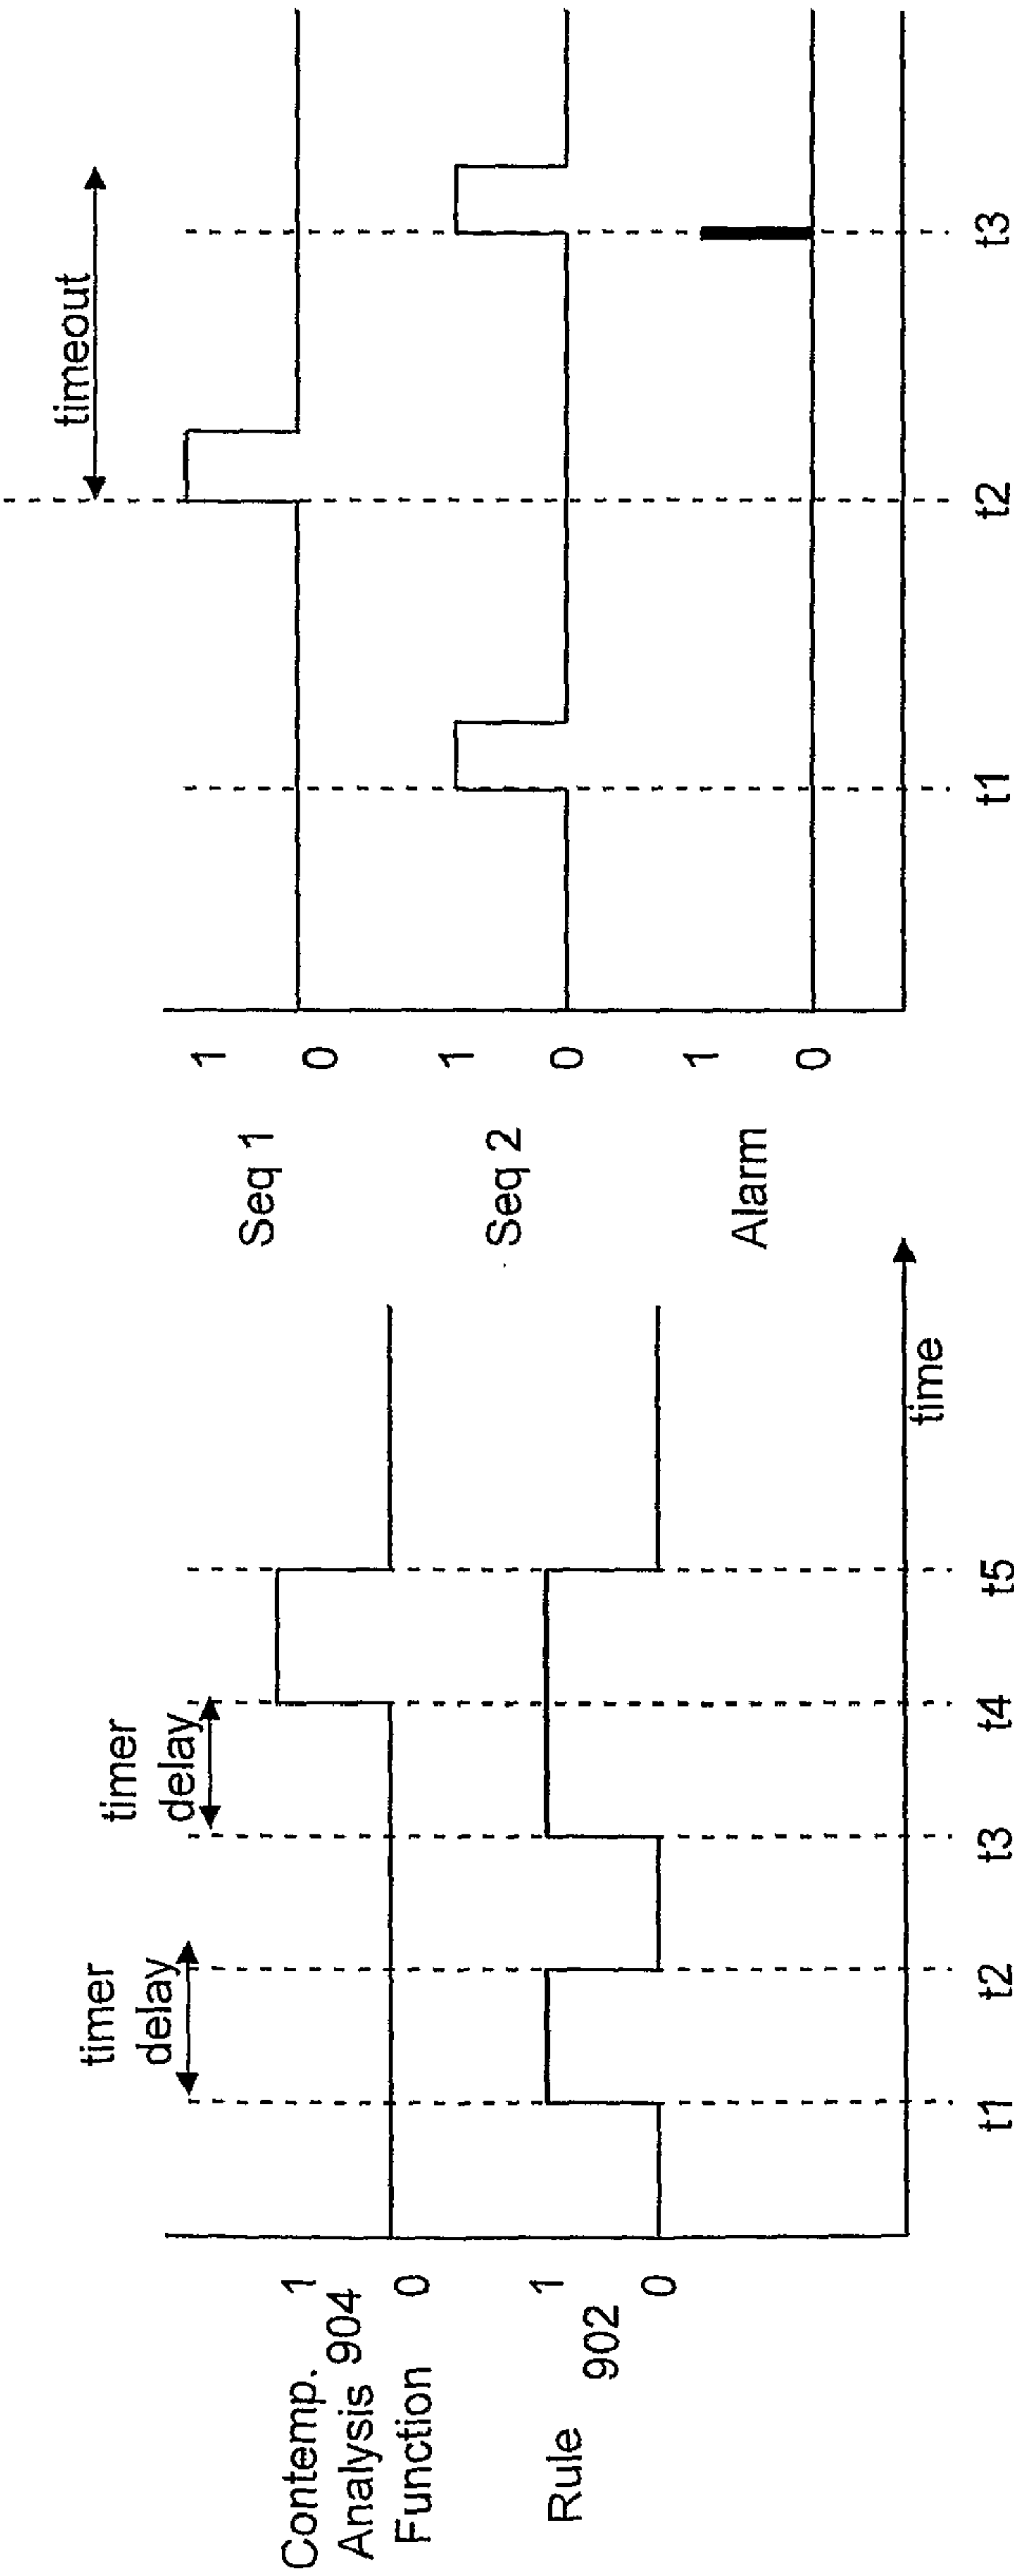 timer
delay
timer
delay
Contemp.
Analysis 904
Function
1
0
Rule
902
1
0
t1 t2 t3 t4 t5
time
timeout
Seq 1
1
0
Seq 2
1
0
Alarm
1
0
t1 t2 t3